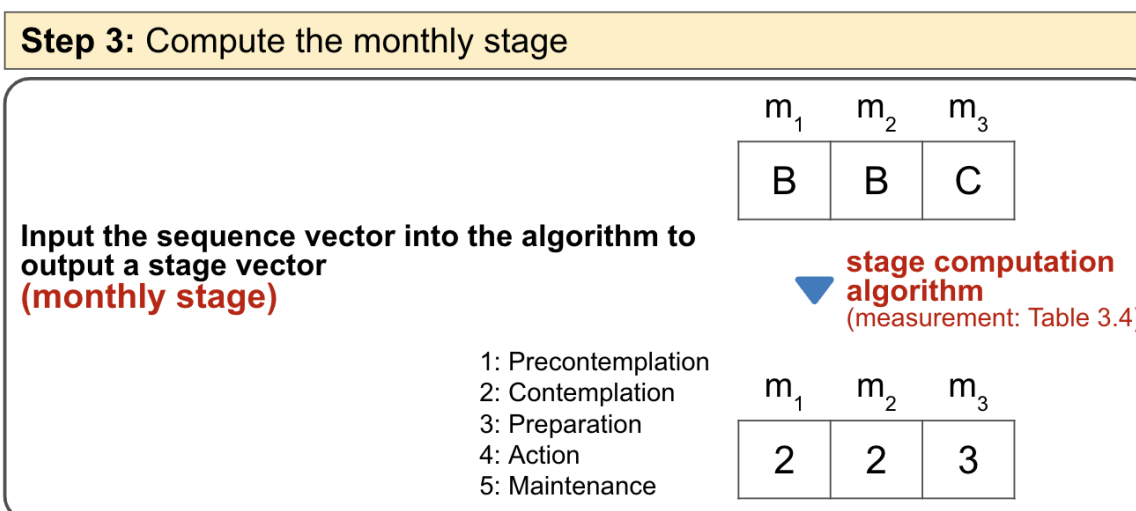 Step 3: Compute the monthly stage
m1 m2 m3
B B C
Input the sequence vector into the algorithm to
output a stage vector
(monthly stage)
stage computation
algorithm
(measurement: Table 3.4)
1: Precontemplation
2: Contemplation
3: Preparation
4: Action
5: Maintenance
m1 m2 m3
2 2 3